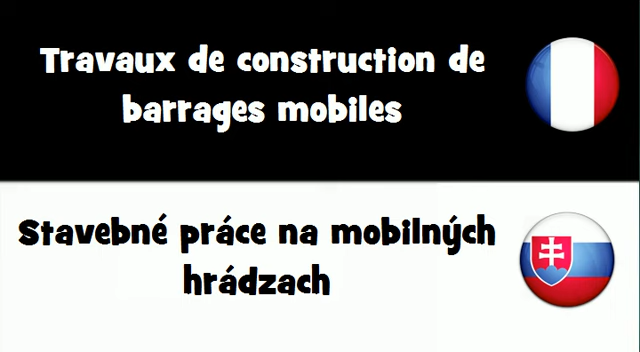 Travaux de construction de
barrages mobiles
Stavebné práce na mobilných
hrádzach